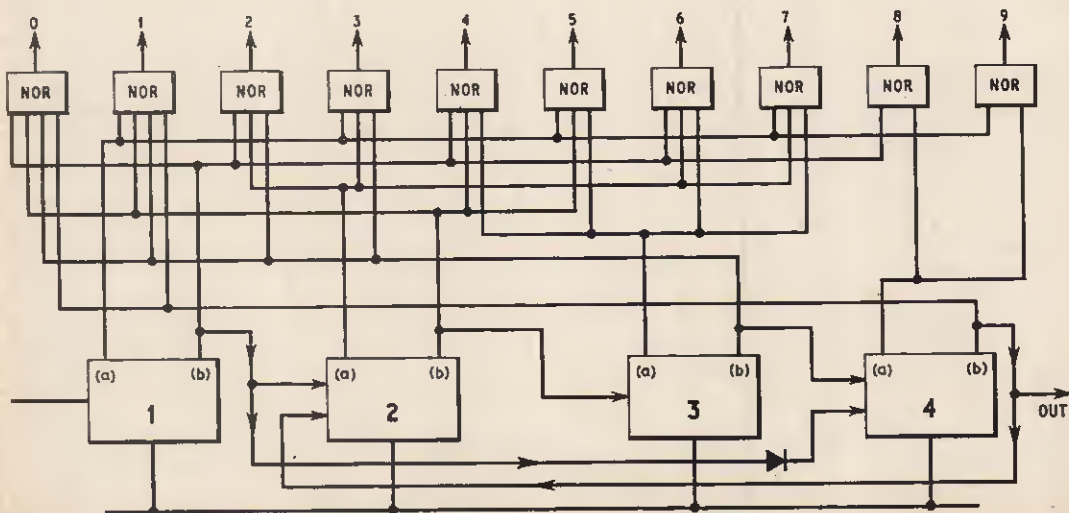 0 1 2 3 4 5 6 7 8 9
NOR NOR NOR NOR NOR NOR NOR NOR NOR NOR
(a) (b) (a) (b) (a) (b) (a) (b)
1 2 3 4
OUT